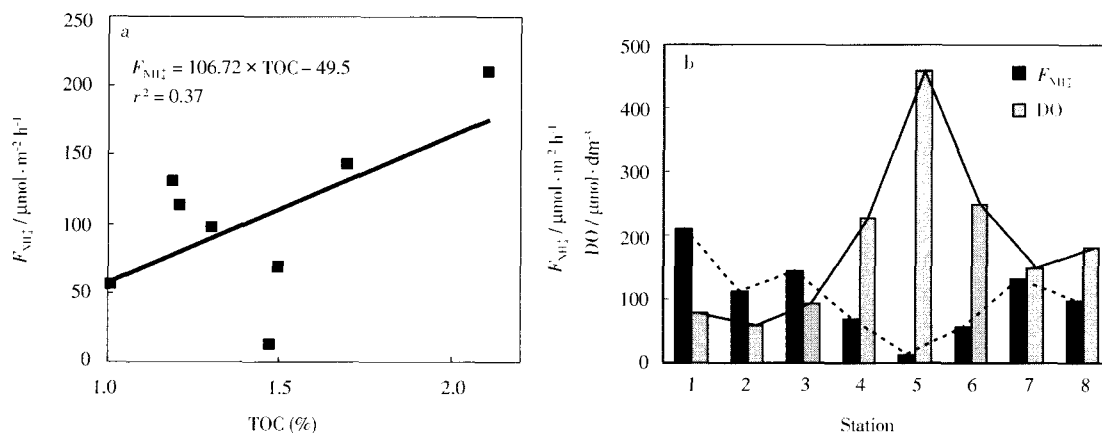 a
F_NH₄⁺ = 106.72 × TOC − 49.5
r² = 0.37
250
200
150
100
50
0
1.0 1.5 2.0
TOC (%)
F_NH₄⁺ / μmol · m⁻² h⁻¹
b
F_NH₄⁺
DO
500
400
300
200
100
0
1 2 3 4 5 6 7 8
Station
F_NH₄⁺ / μmol · m⁻² h⁻¹
DO / μmol · dm⁻³